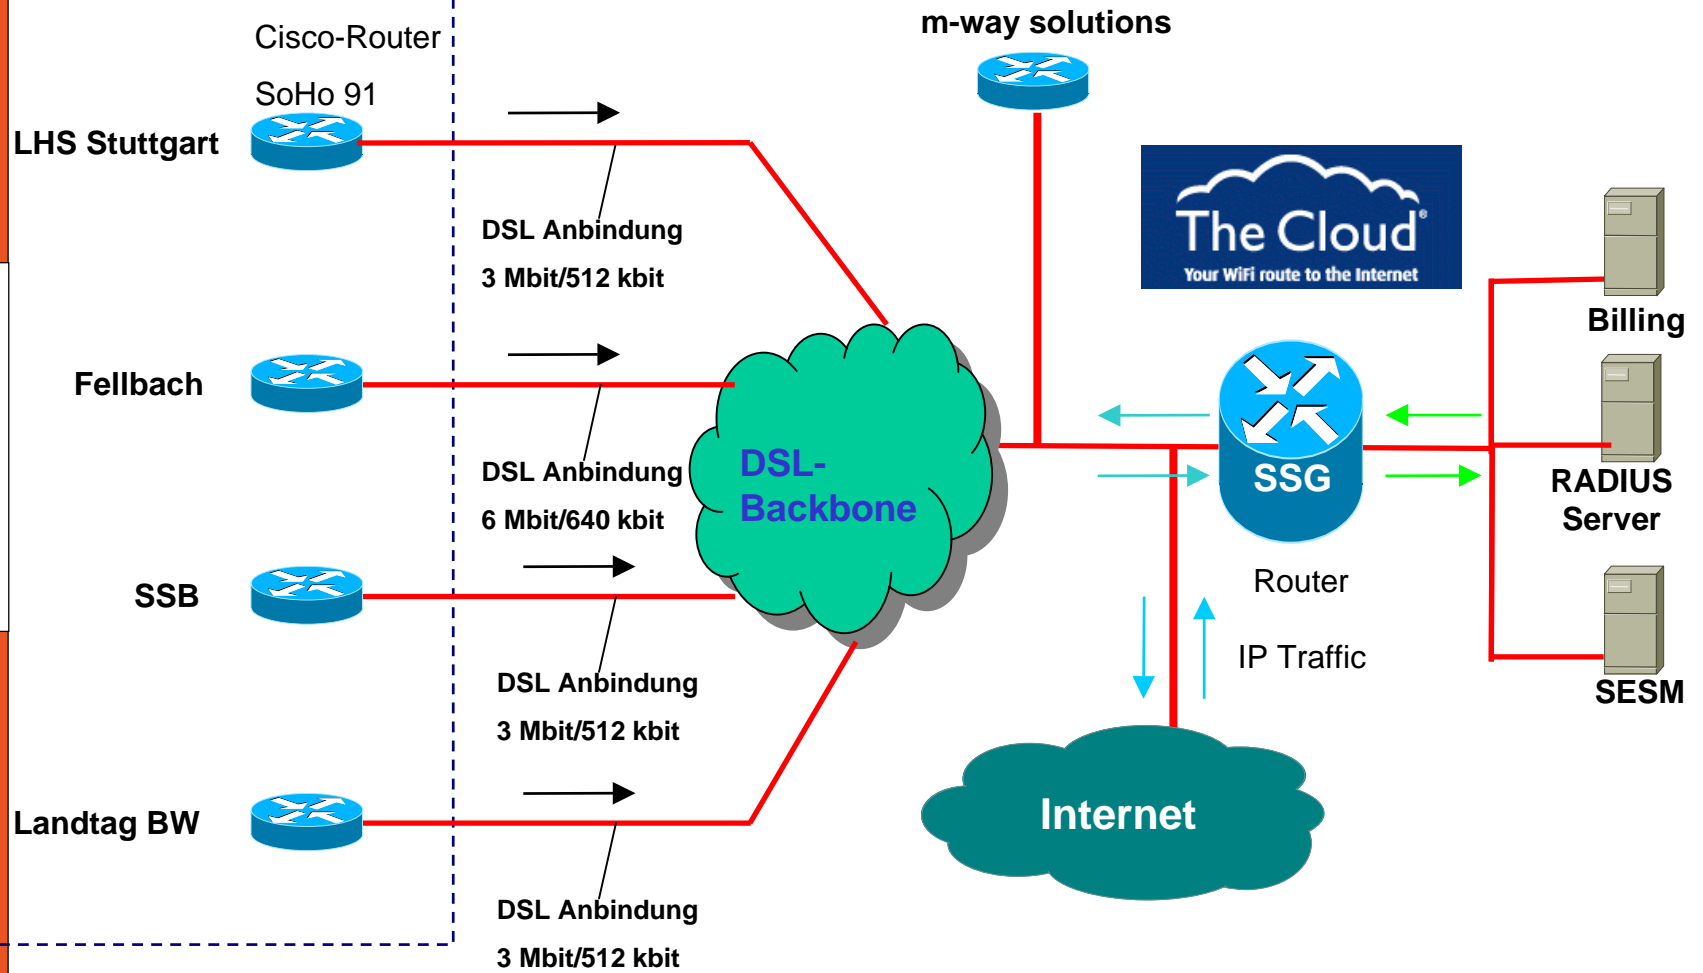 Cisco-Router
SoHo 91
m-way solutions
LHS Stuttgart
DSL Anbindung
3 Mbit/512 kbit
The Cloud®
Your WiFi route to the Internet
Billing
Fellbach
DSL Anbindung
6 Mbit/640 kbit
DSL-
Backbone
SSG
RADIUS
Server
SSB
Router
IP Traffic
DSL Anbindung
3 Mbit/512 kbit
SESM
Landtag BW
Internet
DSL Anbindung
3 Mbit/512 kbit